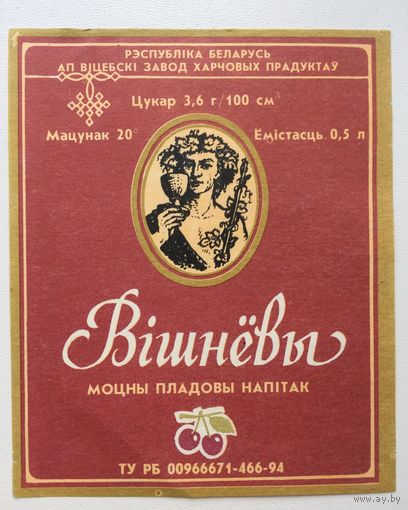 РЭСПУБЛІКА БЕЛАРУСЬ
АП ВІЦЕБСКІ ЗАВОД ХАРЧОВЫХ ПРАДУКТАЎ
Цукар 3,6 г/100 см³
Мацунак 20° Ёмістасць 0,5 л
Вішнёвы
МОЦНЫ ПЛАДОВЫ НАПІТАК
ТУ РБ 00966671-466-94
www.ay.by